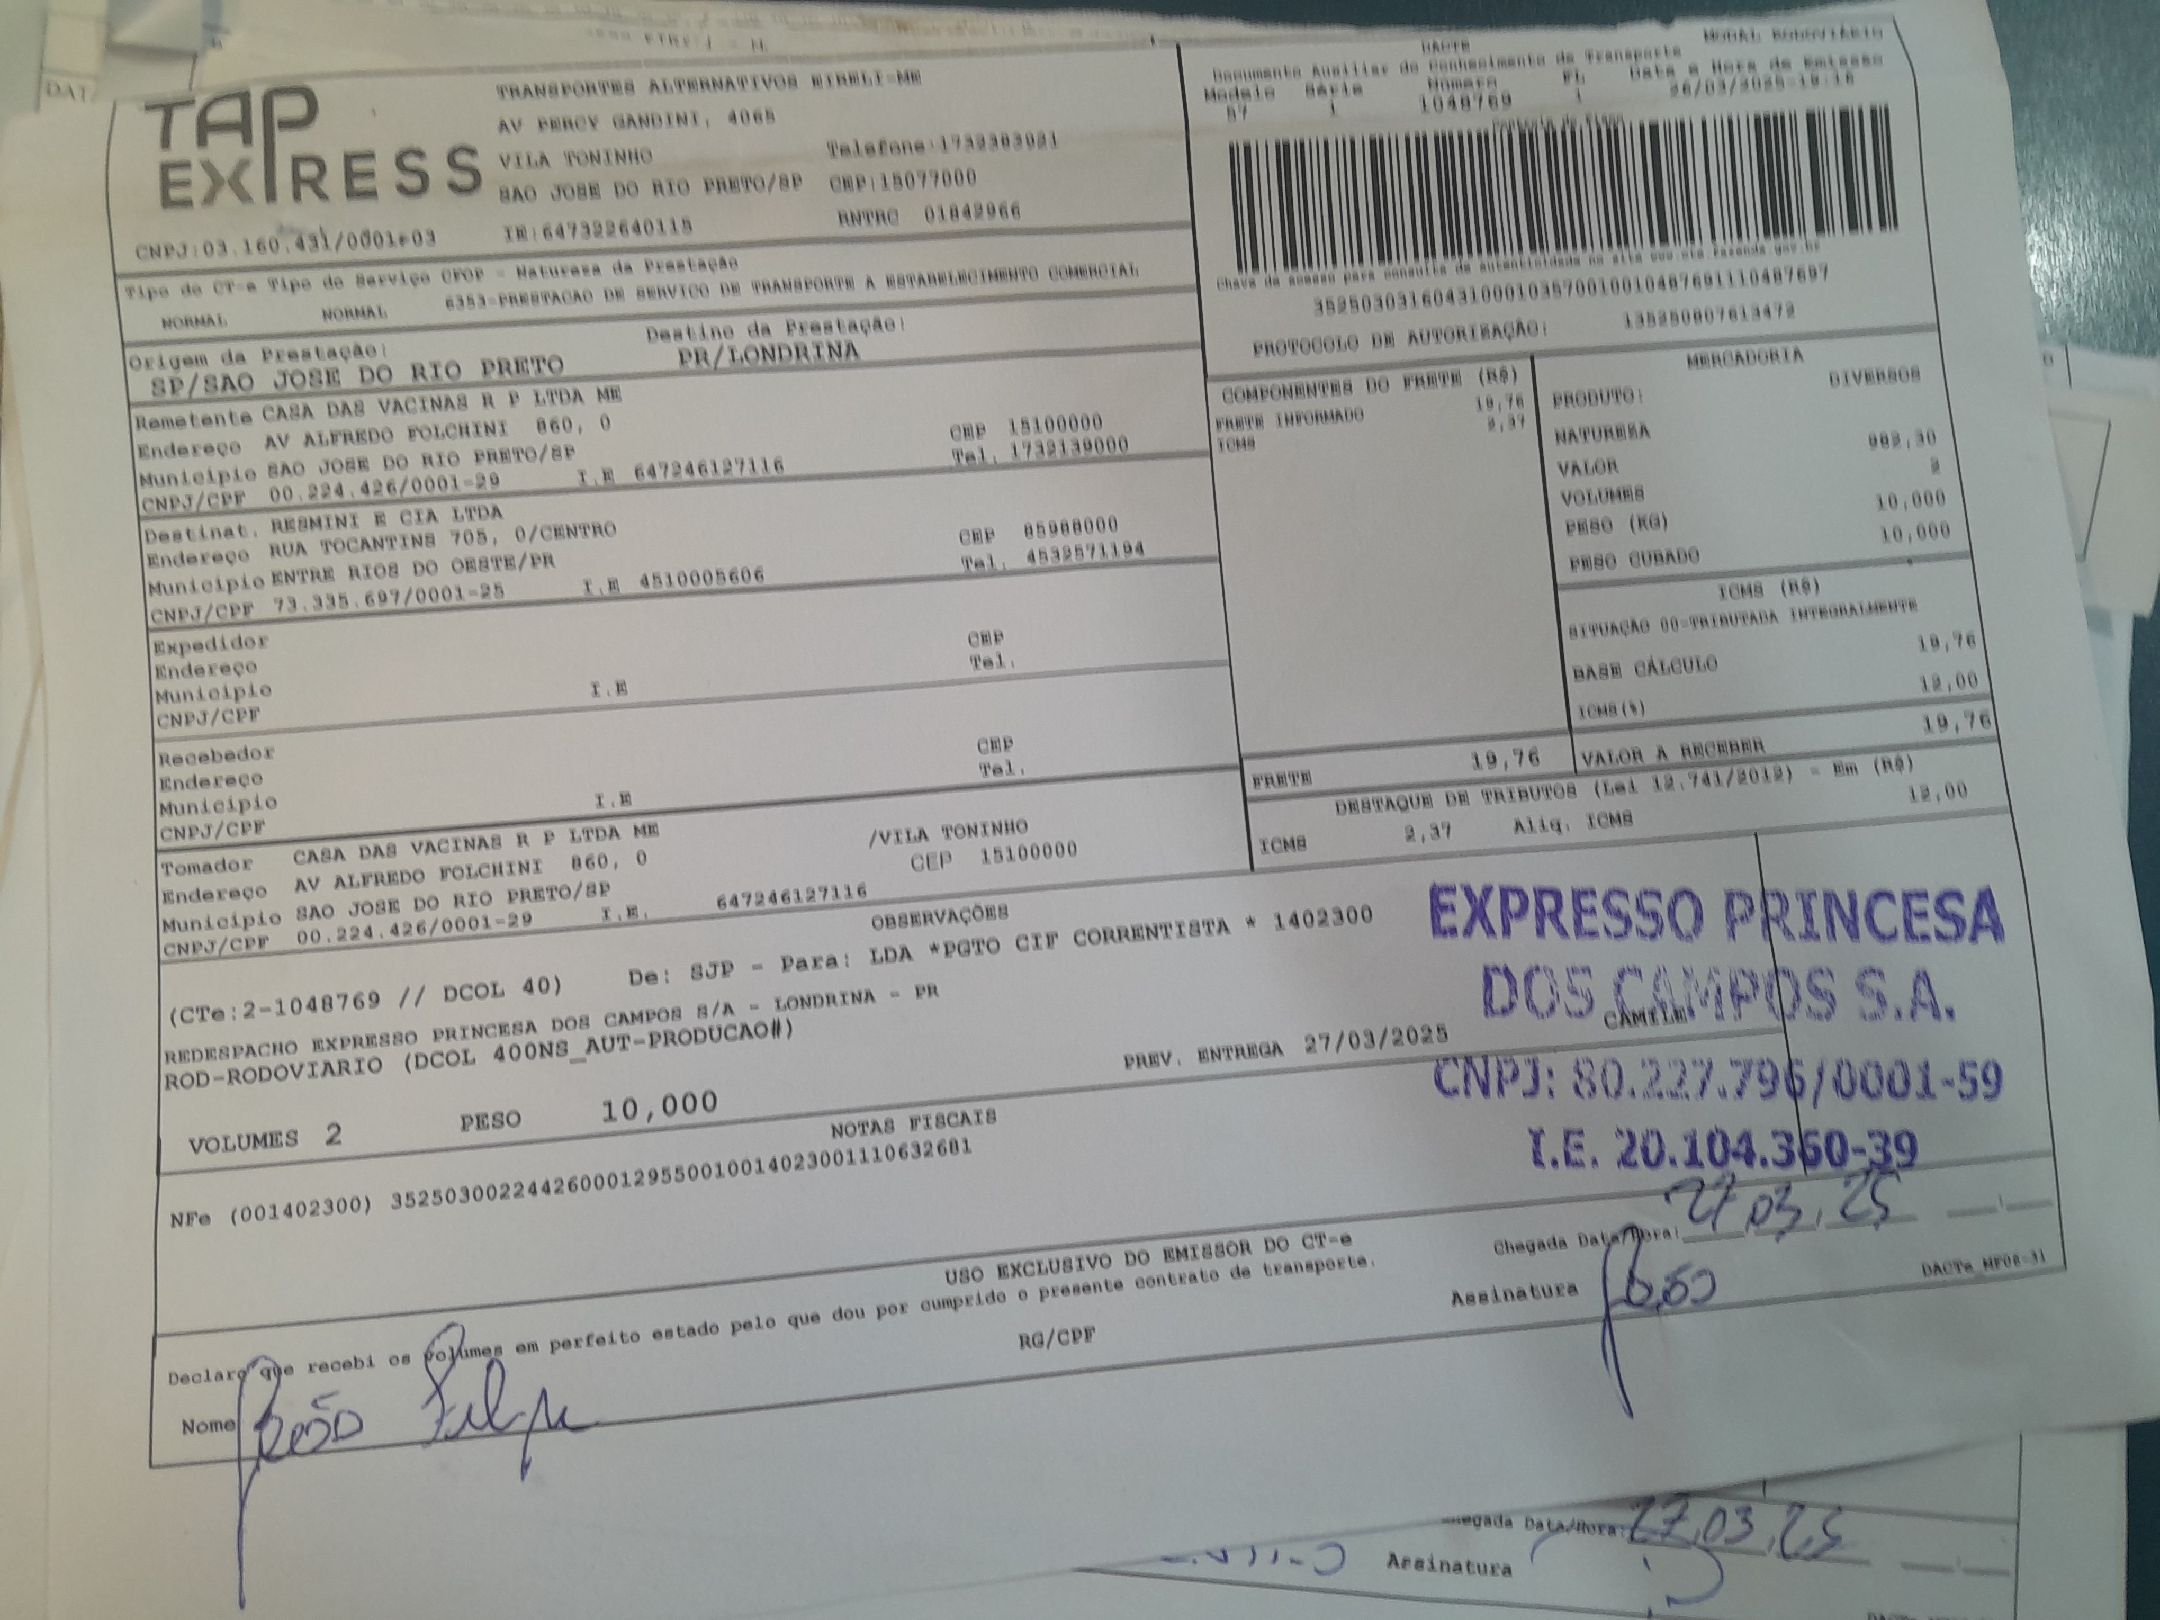 TAP EXPRESS
TRANSPORTES ALTERNATIVOS EIRELI-ME
AV PERCY GANDINI, 4065
VILA TONINHO Telefone:1732303921
SAO JOSE DO RIO PRETO/SP CEP:15077000
CNPJ:03.160.431/0001-03 IE:647322640115 RNTRC 01842966
DACTE MODAL RODOVIÁRIO
Documento Auxiliar do Conhecimento de Transporte
Modelo Série Número FL Data e Hora de Emissão
57 1 1048769 1 26/03/2025-18:18
Controle do Fisco
Chave de acesso para consulta de autenticidade no site www.cte.fazenda.gov.br
35250303160431000103570010010487691110487697
PROTOCOLO DE AUTORIZAÇÃO: 135250807613472
Tipo do CT-e Tipo do Serviço CFOP - Natureza da Prestação
NORMAL NORMAL 6353-PRESTACAO DE SERVICO DE TRANSPORTE A ESTABELECIMENTO COMERCIAL
Origem da Prestação: Destino da Prestação:
SP/SAO JOSE DO RIO PRETO PR/LONDRINA
Remetente CASA DAS VACINAS R P LTDA ME
Endereço AV ALFREDO FOLCHINI 860, 0 CEP 15100000
Município SAO JOSE DO RIO PRETO/SP Tel. 1732139000
CNPJ/CPF 00.224.426/0001-29 I.E 647246127116
Destinat. RESMINI E CIA LTDA
Endereço RUA TOCANTINS 705, 0/CENTRO CEP 85988000
Município ENTRE RIOS DO OESTE/PR Tel. 4532571194
CNPJ/CPF 73.335.697/0001-25 I.E 4510005606
Expedidor
Endereço CEP
Município Tel.
CNPJ/CPF I.E
Recebedor
Endereço CEP
Município Tel.
CNPJ/CPF I.E
Tomador CASA DAS VACINAS R P LTDA ME
Endereço AV ALFREDO FOLCHINI 860, 0 /VILA TONINHO
Município SAO JOSE DO RIO PRETO/SP CEP 15100000
CNPJ/CPF 00.224.426/0001-29 I.E. 647246127116
COMPONENTES DO FRETE (R$)
FRETE INFORMADO 19,76
ICMS 2,37
MERCADORIA
PRODUTO: DIVERSOS
NATUREZA
VALOR 982,30
VOLUMES 2
PESO (KG) 10,000
PESO CUBADO 10,000
ICMS (R$)
SITUAÇÃO 00-TRIBUTADA INTEGRALMENTE
BASE CÁLCULO 19,76
ICMS(%) 12,00
FRETE 19,76 VALOR A RECEBER 19,76
DESTAQUE DE TRIBUTOS (Lei 12.741/2012) - Em (R$)
ICMS 2,37 Aliq. ICMS 12,00
OBSERVAÇÕES
(CTe:2-1048769 // DCOL 40) De: SJP - Para: LDA *PGTO CIF CORRENTISTA * 1402300
REDESPACHO EXPRESSO PRINCESA DOS CAMPOS S/A - LONDRINA - PR
ROD-RODOVIARIO (DCOL 400NS_AUT-PRODUCAO#)
CAMILE
PREV. ENTREGA 27/03/2025
VOLUMES 2 PESO 10,000
EXPRESSO PRINCESA
DOS CAMPOS S.A.
CNPJ: 80.227.796/0001-59
I.E. 20.104.360-39
NOTAS FISCAIS
NFe (001402300) 35250300224426000129550010014023001110632681
USO EXCLUSIVO DO EMISSOR DO CT-e
Declaro que recebi os volumes em perfeito estado pelo que dou por cumprido o presente contrato de transporte.
Chegada Data/Hora: 27,03,25
Nome João Felipe RG/CPF Assinatura João
DACTe MF08-31
Chegada Data/Hora: 27,03,25
Assinatura